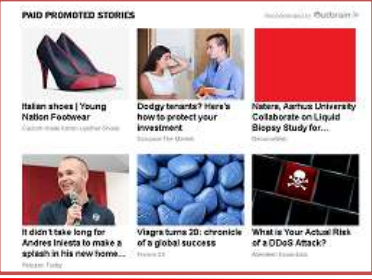 PAID PROMOTED STORIES
Outbrain
Italian shoes | Young
Nation Footwear
Dodgy tenants? Here's
how to protect your
investment
Natera, Aarhus University
Collaborate on Liquid
Biopsy Study for...
It didn't take long for
Andres Iniesta to make a
splash in his new home...
Viagra turns 20: chronicle
of a global success
What is Your Actual Risk
of a DDoS Attack?